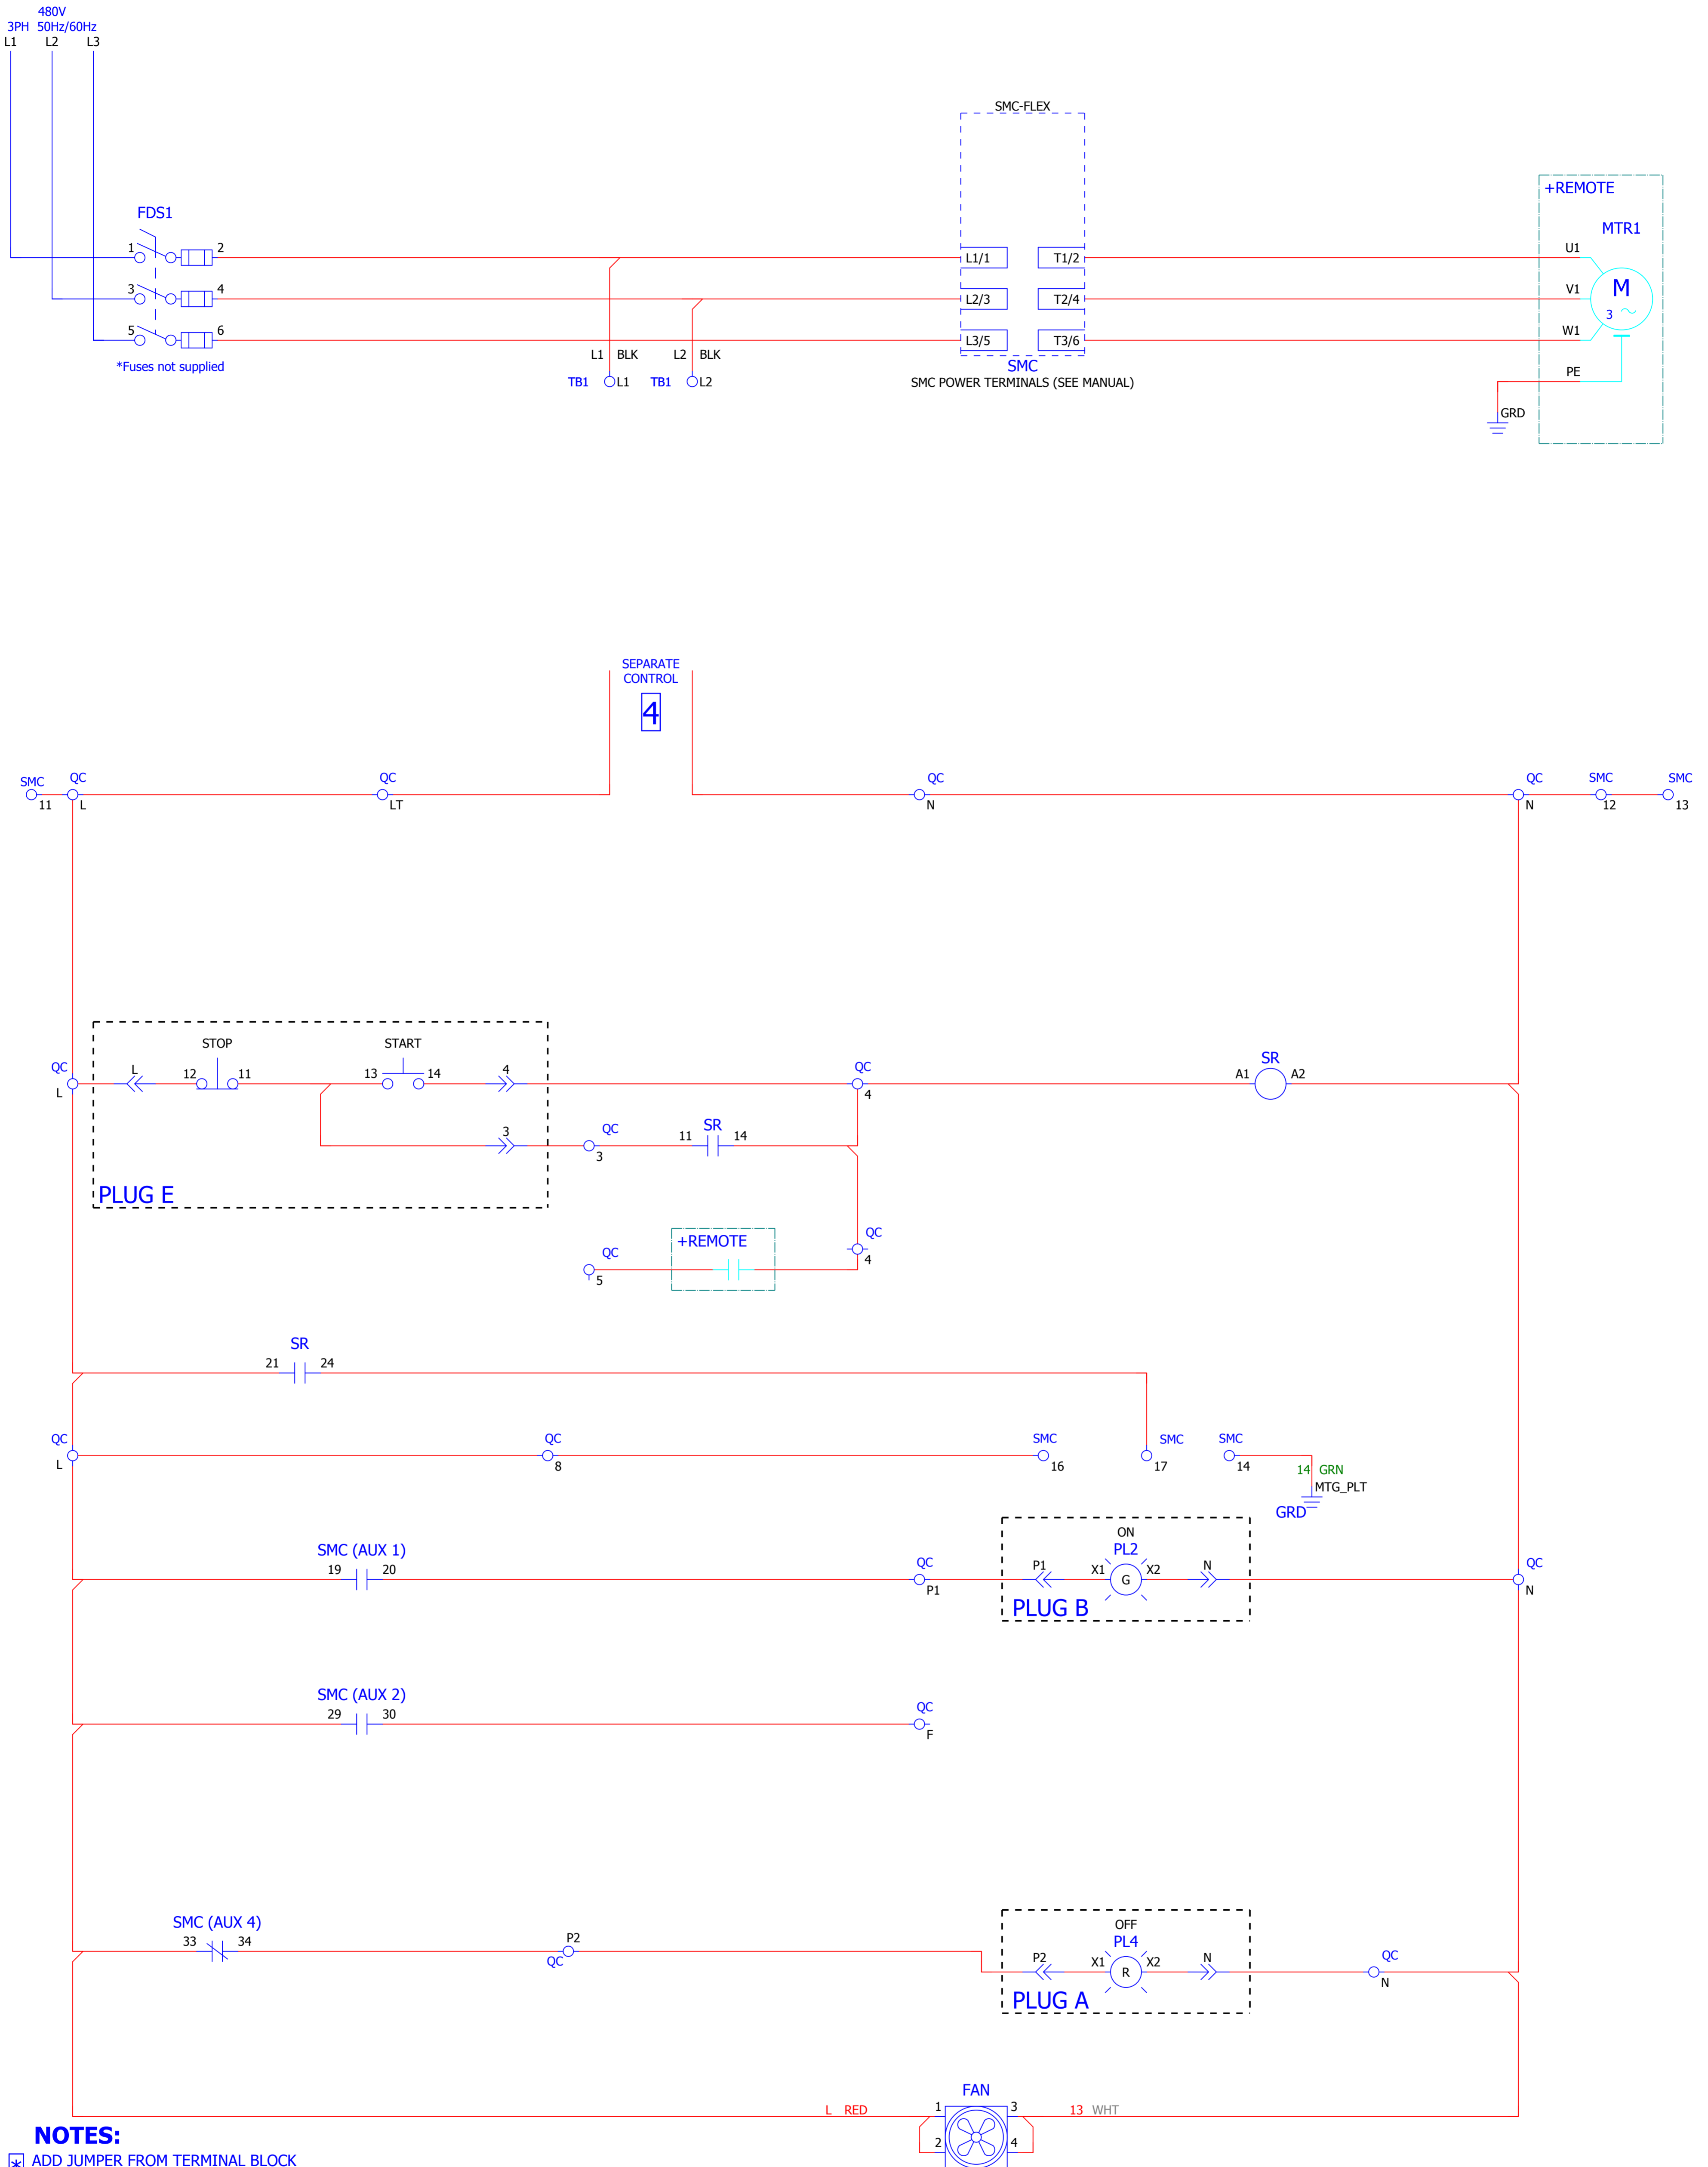 480V
3PH 50Hz/60Hz
L1 L2 L3
SMC-FLEX
+REMOTE
FDS1
MTR1
1 2 L1/1 T1/2 U1
3 4 L2/3 T2/4 V1 M
3
5 6 L3/5 T3/6 W1
*Fuses not supplied
L1 BLK L2 BLK
SMC
TB1 L1 TB1 L2
SMC POWER TERMINALS (SEE MANUAL)
PE
GRD
SEPARATE
CONTROL
4
SMC QC QC QC QC SMC SMC
11 L LT N N 12 13
STOP START
QC L 12 11 13 14 4 QC A1 SR A2
L 4
3 QC 11 SR 14
3
PLUG E
+REMOTE QC
QC 4
5
SR
21 24
QC QC SMC SMC SMC
L 8 16 17 14
14 GRN
MTG_PLT
GRD
ON
SMC (AUX 1) PL2
19 20 QC P1 X1 G X2 N QC
P1 N
PLUG B
SMC (AUX 2)
29 30 QC
F
SMC (AUX 4) OFF
33 34 P2 PL4
QC P2 X1 R X2 N QC
N
PLUG A
FAN
L RED 1 3 13 WHT
2 4
NOTES:
* ADD JUMPER FROM TERMINAL BLOCK